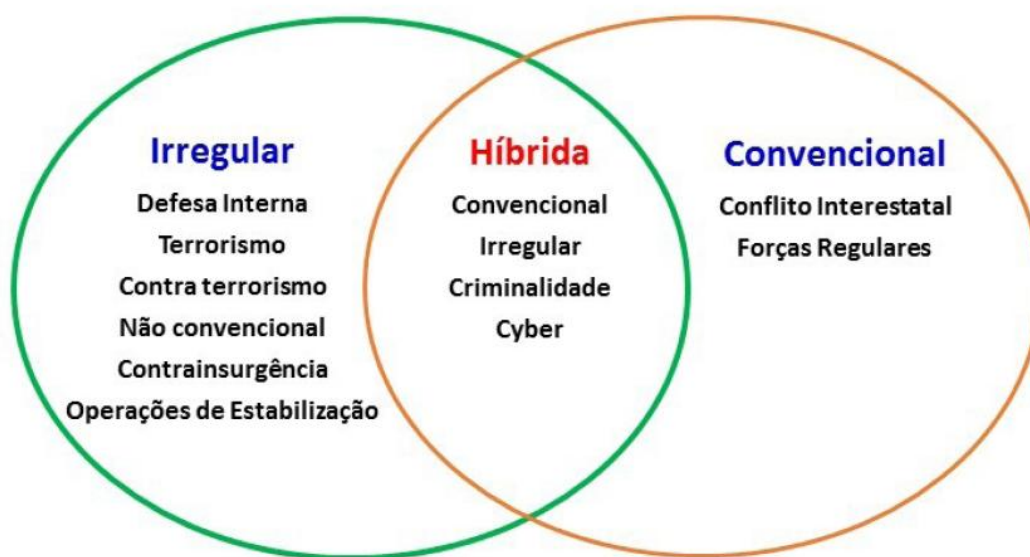 Irregular
Defesa Interna
Terrorismo
Contra terrorismo
Não convencional
Contrainsurgência
Operações de Estabilização
Híbrida
Convencional
Irregular
Criminalidade
Cyber
Convencional
Conflito Interestatal
Forças Regulares